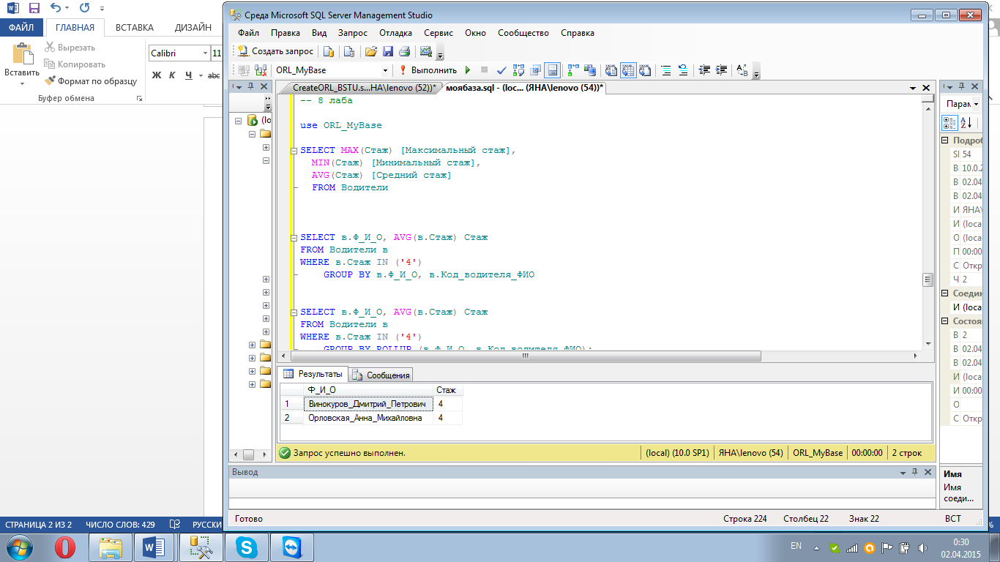 ФАЙЛ
ГЛАВНАЯ
ВСТАВКА
ДИЗАЙН
Вставить
Вырезать
Копировать
Формат по образцу
Буфер обмена
Calibri
11
Ж К Ч abc
Среда Microsoft SQL Server Management Studio
Файл Правка Вид Запрос Отладка Сервис Окно Сообщество Справка
Создать запрос
ORL_MyBase
Выполнить
CreateORL_BSTU.s...НА\lenovo (52))*
моябаза.sql - (loc... (ЯНА\lenovo (54))*
(lo
-- 8 лаба
use ORL_MyBase
SELECT MAX(Стаж) [Максимальный стаж],
MIN(Стаж) [Минимальный стаж],
AVG(Стаж) [Средний стаж]
FROM Водители
SELECT в.Ф_И_О, AVG(в.Стаж) Стаж
FROM Водители в
WHERE в.Стаж IN ('4')
GROUP BY в.Ф_И_О, в.Код_водителя_ФИО
SELECT в.Ф_И_О, AVG(в.Стаж) Стаж
FROM Водители в
WHERE в.Стаж IN ('4')
GROUP BY ROLLUP (в.Ф_И_О, в.Код_водителя_ФИО);
Результаты
Сообщения
Ф_И_О Стаж
1 Винокуров_Дмитрий_Петрович 4
2 Орловская_Анна_Михайловна 4
Запрос успешно выполнен.
(local) (10.0 SP1)
ЯНА\lenovo (54)
ORL_MyBase
00:00:00
2 строк
Вывод
Готово
Строка 224
Столбец 22
Знак 22
ВСТ
Парам
Подроб
SI 54
В 10.0.2
В 02.04
В 02.04
И ЯНА\
И (loca
О (loca
П 00:00
С Откр
Ч 2
Соедин
И (loca
Состоя
В 2
В 02.04
В 02.04
И (loca
И 00:00
О
С Откр
Имя
Имя
соеди...
СТРАНИЦА 2 ИЗ 2
ЧИСЛО СЛОВ: 429
РУССКИ
%
EN
0:30
02.04.2015